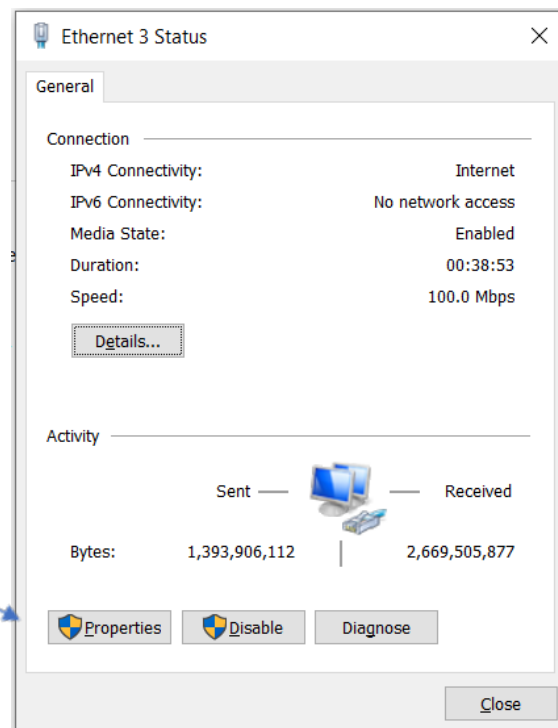 Ethernet 3 Status
General
Connection
IPv4 Connectivity: Internet
IPv6 Connectivity: No network access
Media State: Enabled
Duration: 00:38:53
Speed: 100.0 Mbps
Details...
Activity
Sent Received
Bytes: 1,393,906,112 2,669,505,877
Properties Disable Diagnose
Close